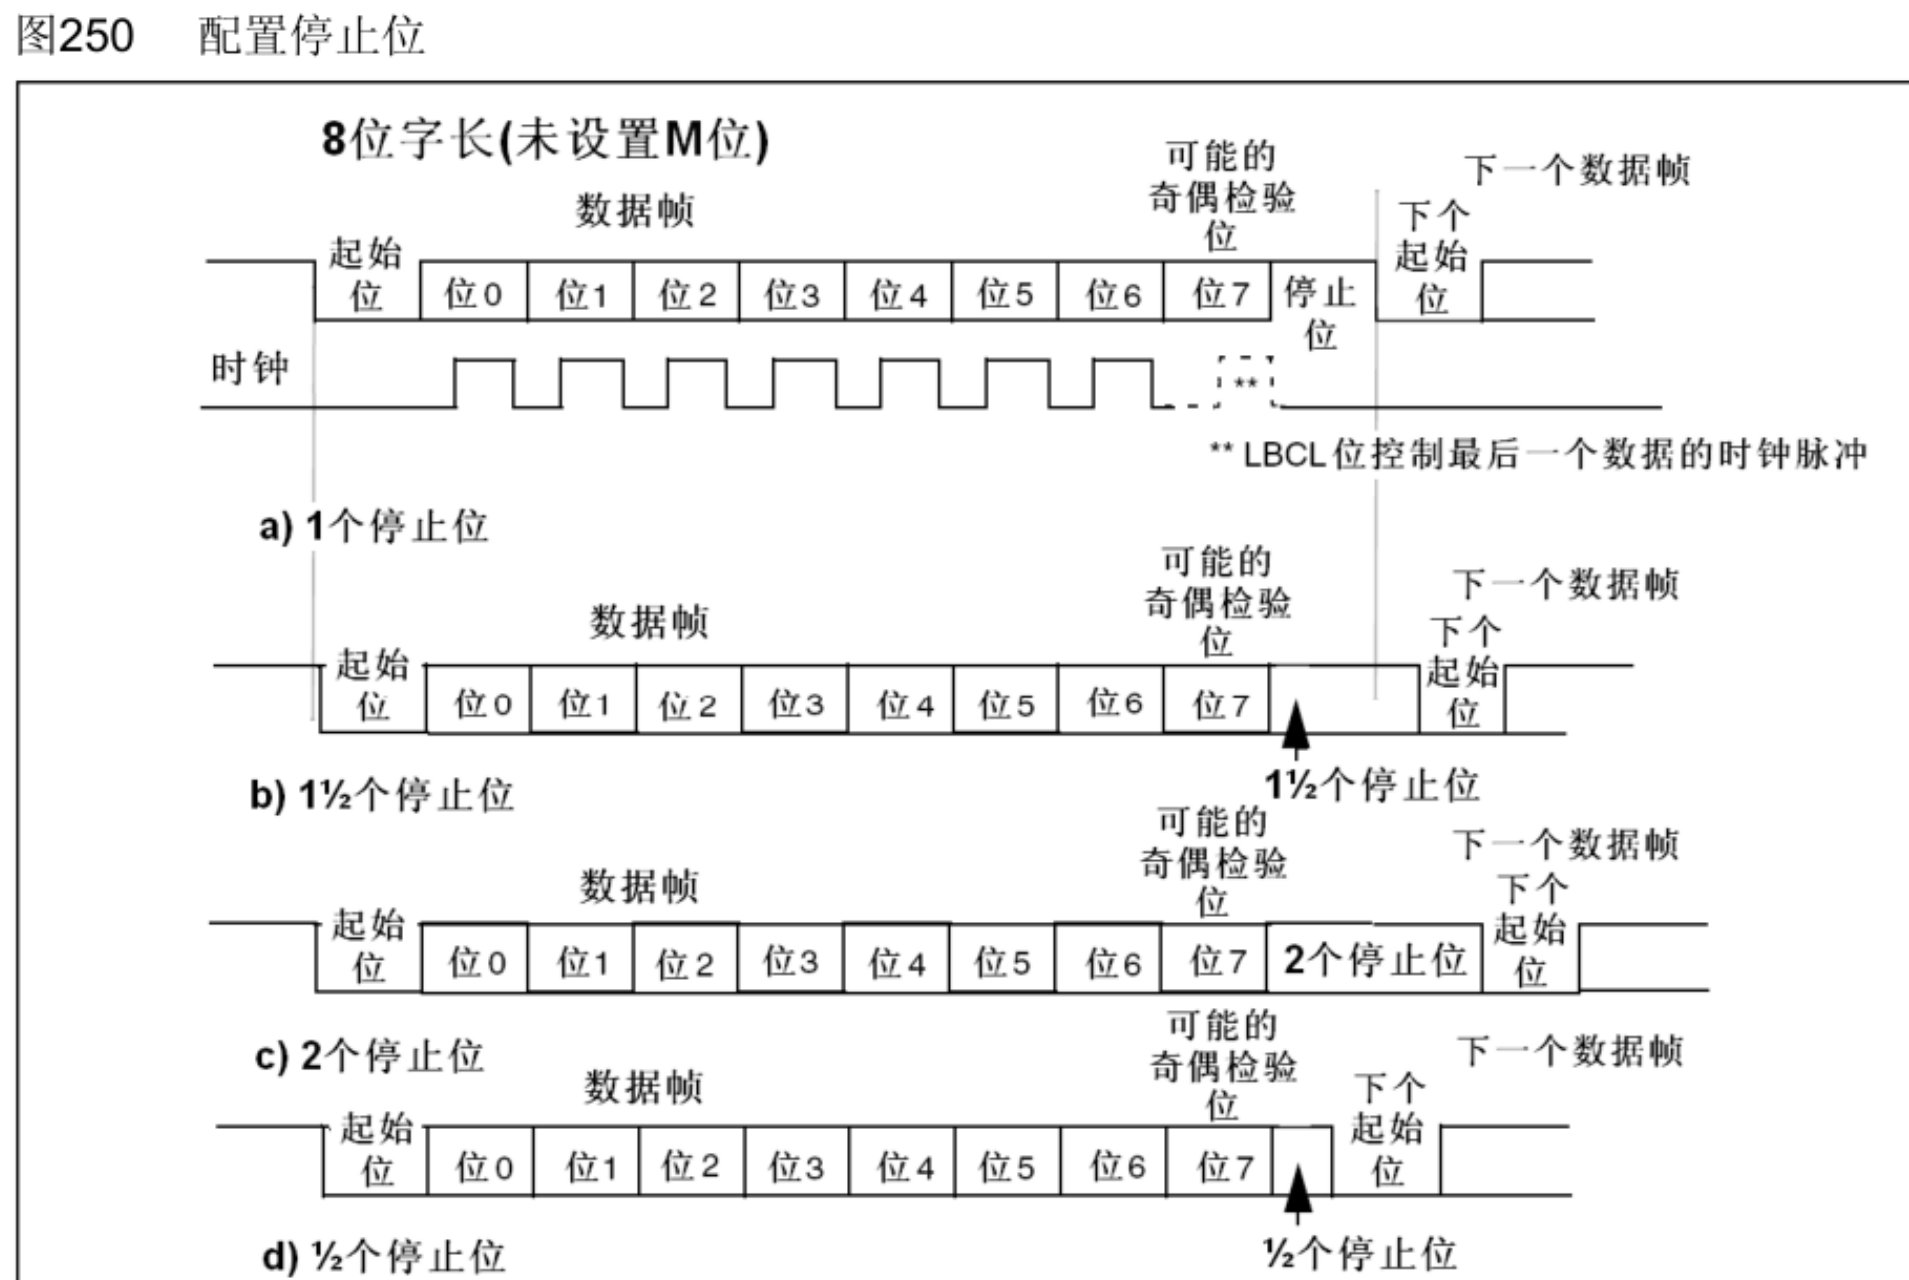 图250 配置停止位
8位字长(未设置M位)
数据帧
可能的
奇偶检验
位
下一个数据帧
起始
位
位0 位1 位2 位3 位4 位5 位6 位7
停止
位
下个
起始
位
时钟
**
** LBCL位控制最后一个数据的时钟脉冲
a) 1个停止位
数据帧
可能的
奇偶检验
位
下一个数据帧
起始
位
位0 位1 位2 位3 位4 位5 位6 位7
下个
起始
位
1½个停止位
b) 1½个停止位
数据帧
可能的
奇偶检验
位
下一个数据帧
起始
位
位0 位1 位2 位3 位4 位5 位6 位7
2个停止位
下个
起始
位
c) 2个停止位
数据帧
可能的
奇偶检验
位
下一个数据帧
起始
位
位0 位1 位2 位3 位4 位5 位6 位7
下个
起始
位
½个停止位
d) ½个停止位